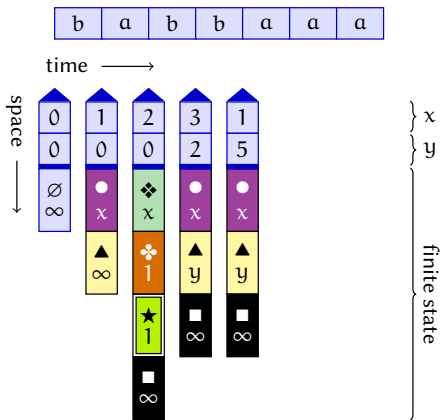 b a b b a a a
time
space
0 1 2 3 1 x
0 0 0 2 5 y
∅ ● ❖ ● ●
∞ x x x x
▲ ✤ ▲ ▲
∞ 1 y y
finite state
★ ■ ■
1 ∞ ∞
■
∞